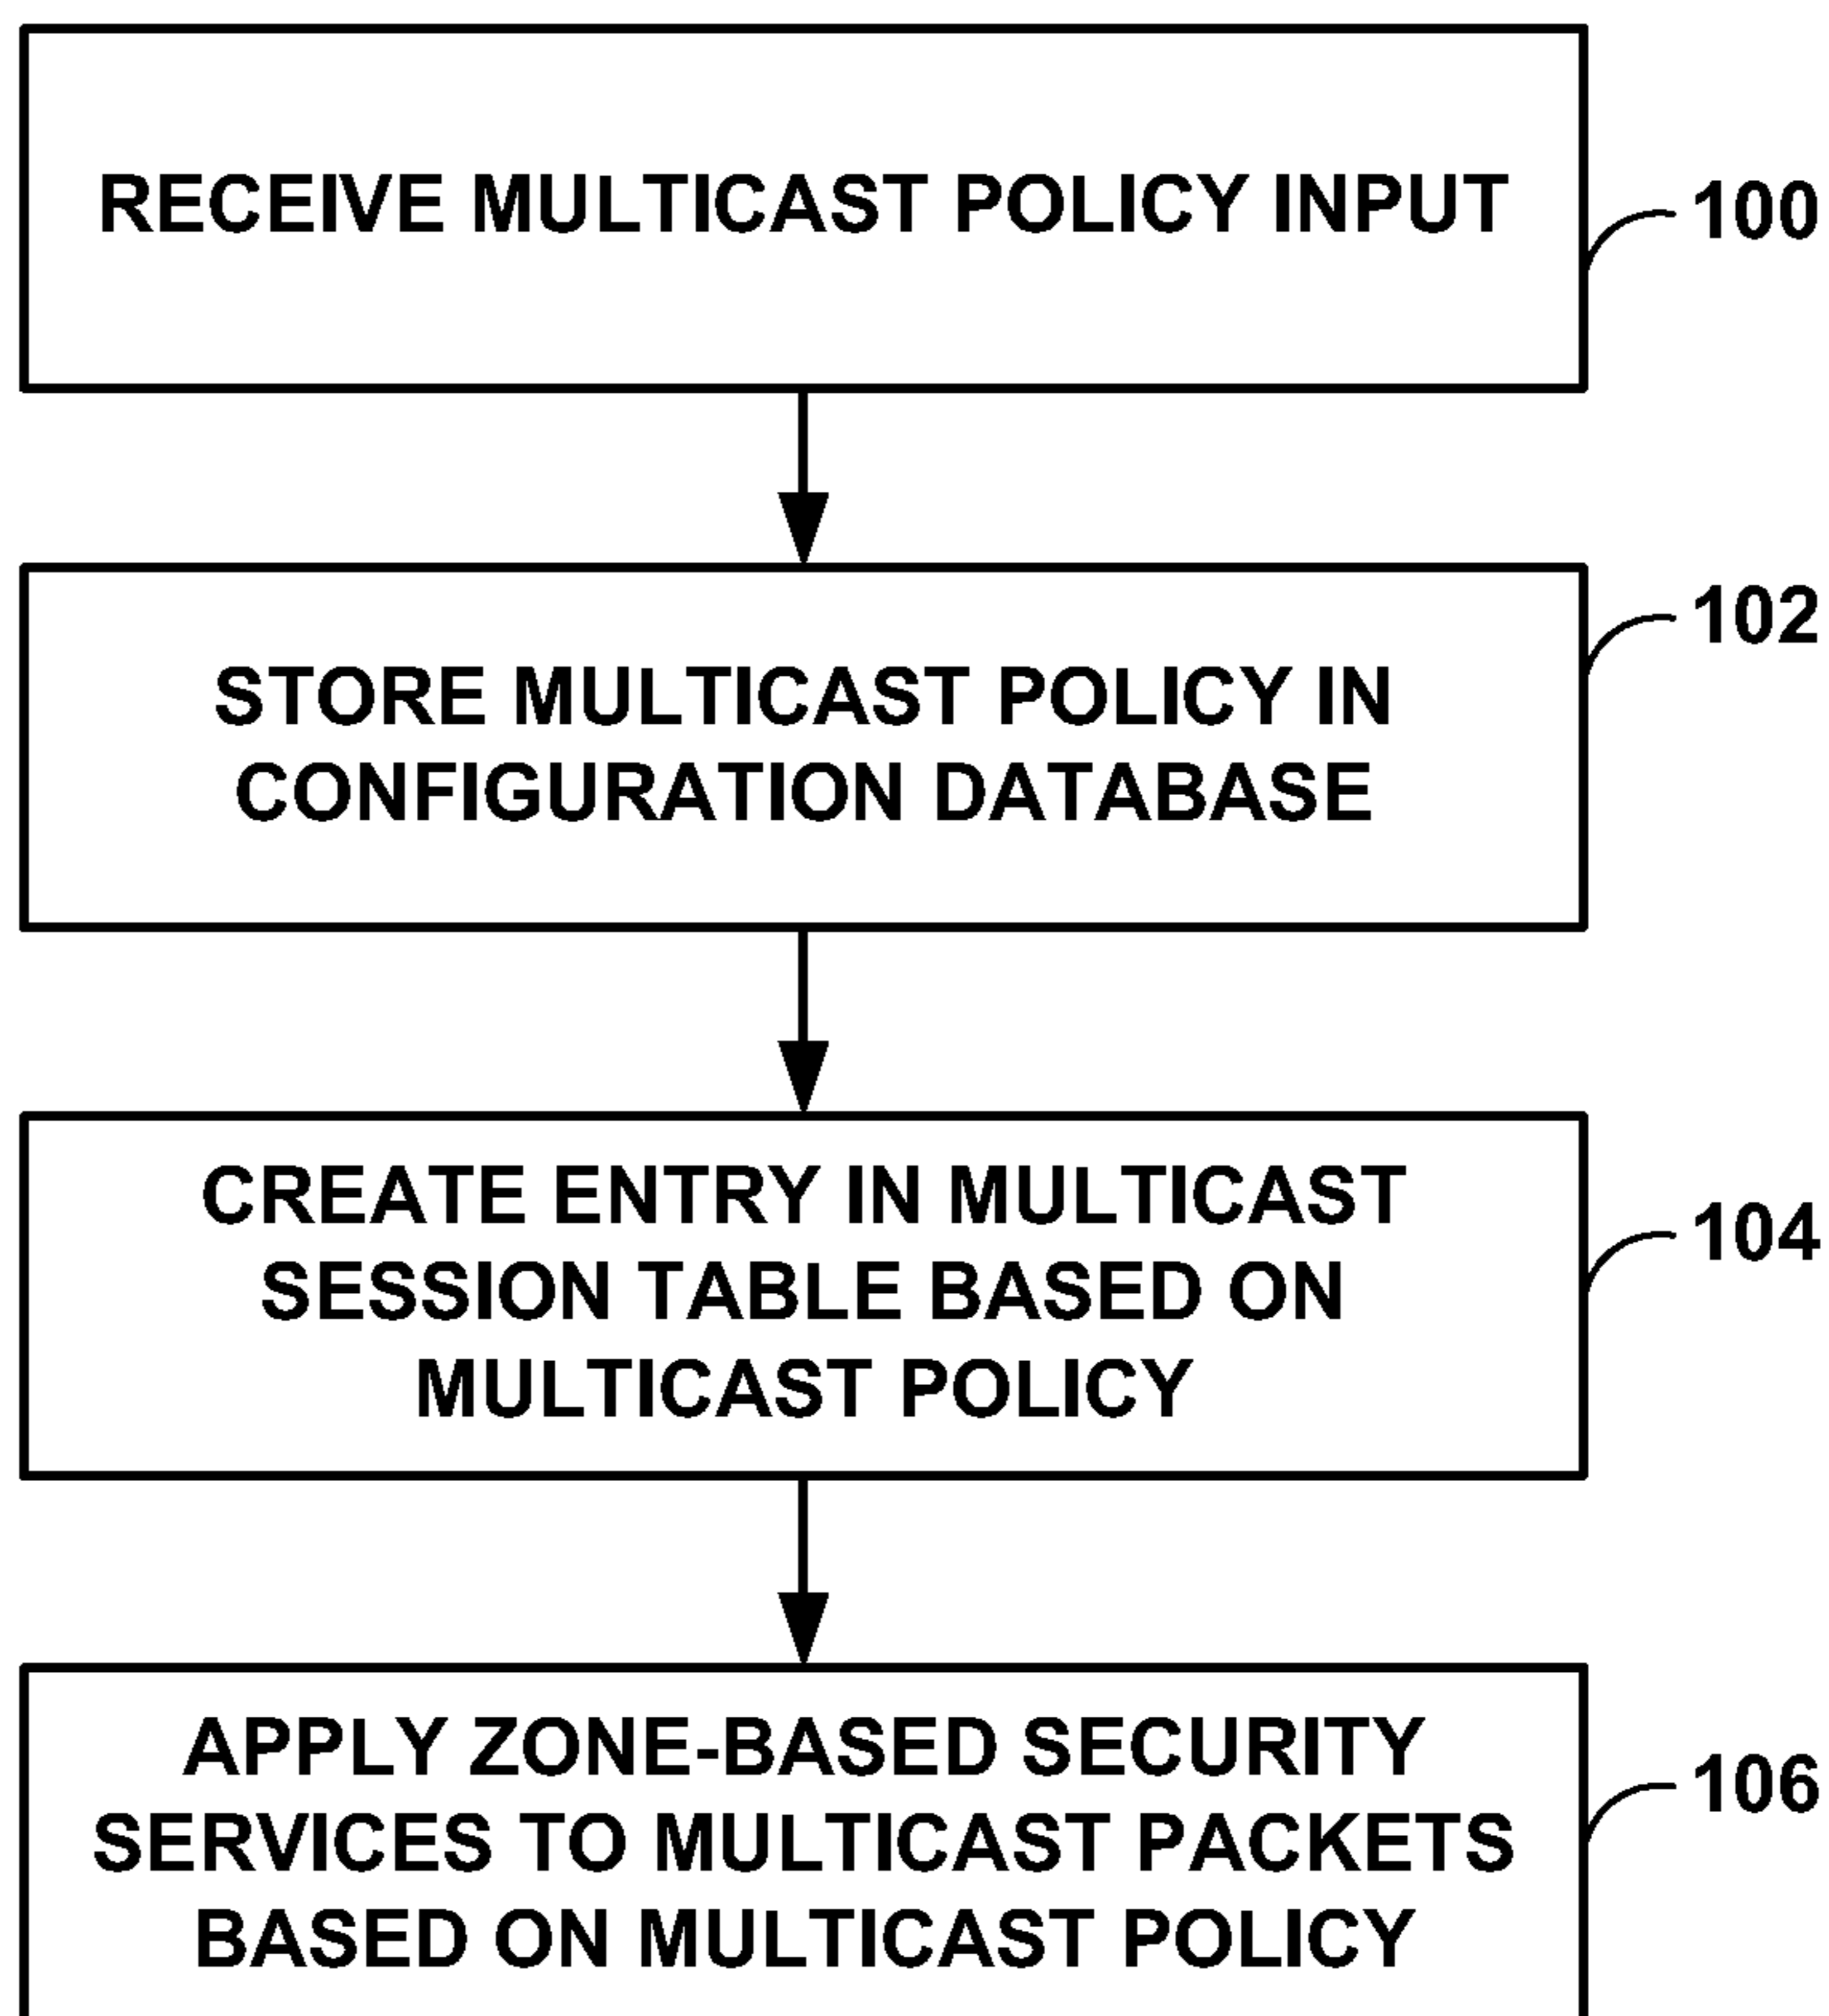 RECEIVE MULTICAST POLICY INPUT
100
STORE MULTICAST POLICY IN
CONFIGURATION DATABASE
102
CREATE ENTRY IN MULTICAST
SESSION TABLE BASED ON
MULTICAST POLICY
104
APPLY ZONE-BASED SECURITY
SERVICES TO MULTICAST PACKETS
BASED ON MULTICAST POLICY
106